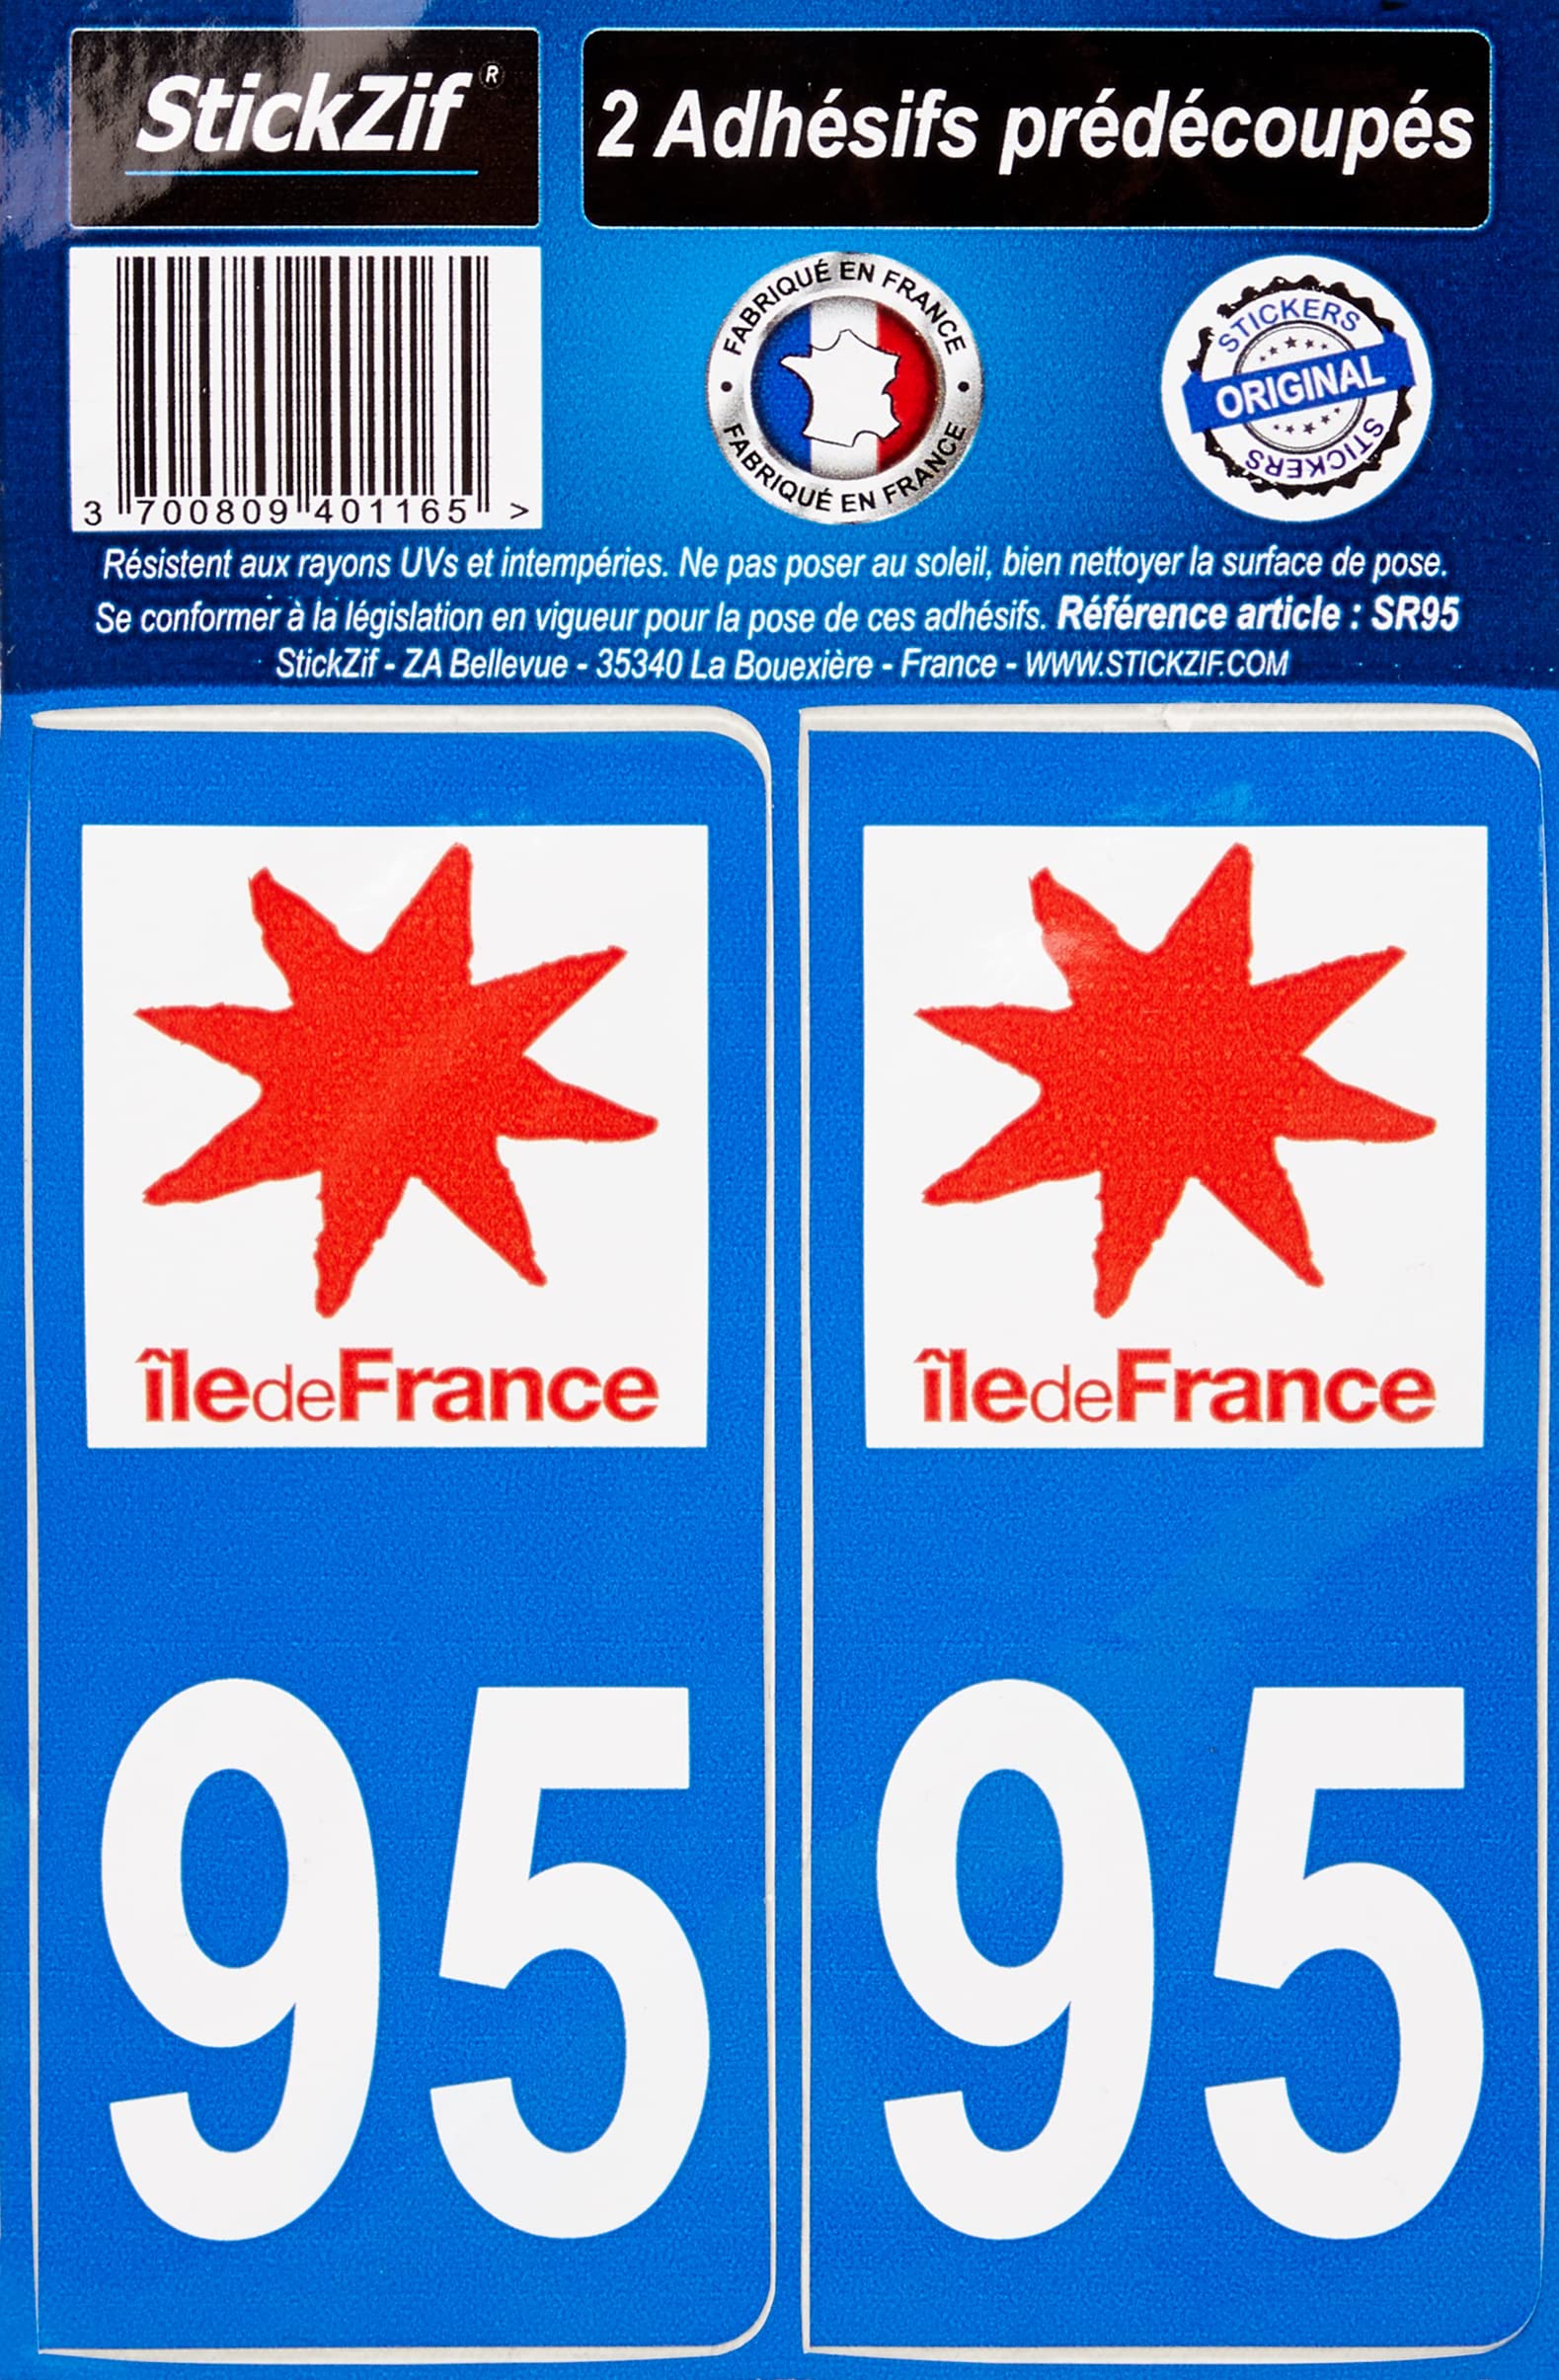 StickZif®
2 Adhésifs prédécoupés
FABRIQUÉ EN FRANCE
FABRIQUÉ EN FRANCE
STICKERS
ORIGINAL
STICKERS
3 700809 401165 >
Résistent aux rayons UVs et intempéries. Ne pas poser au soleil, bien nettoyer la surface de pose.
Se conformer à la législation en vigueur pour la pose de ces adhésifs. Référence article : SR95
StickZif - ZA Bellevue - 35340 La Bouexière - France - WWW.STICKZIF.COM
îledeFrance
îledeFrance
95
95